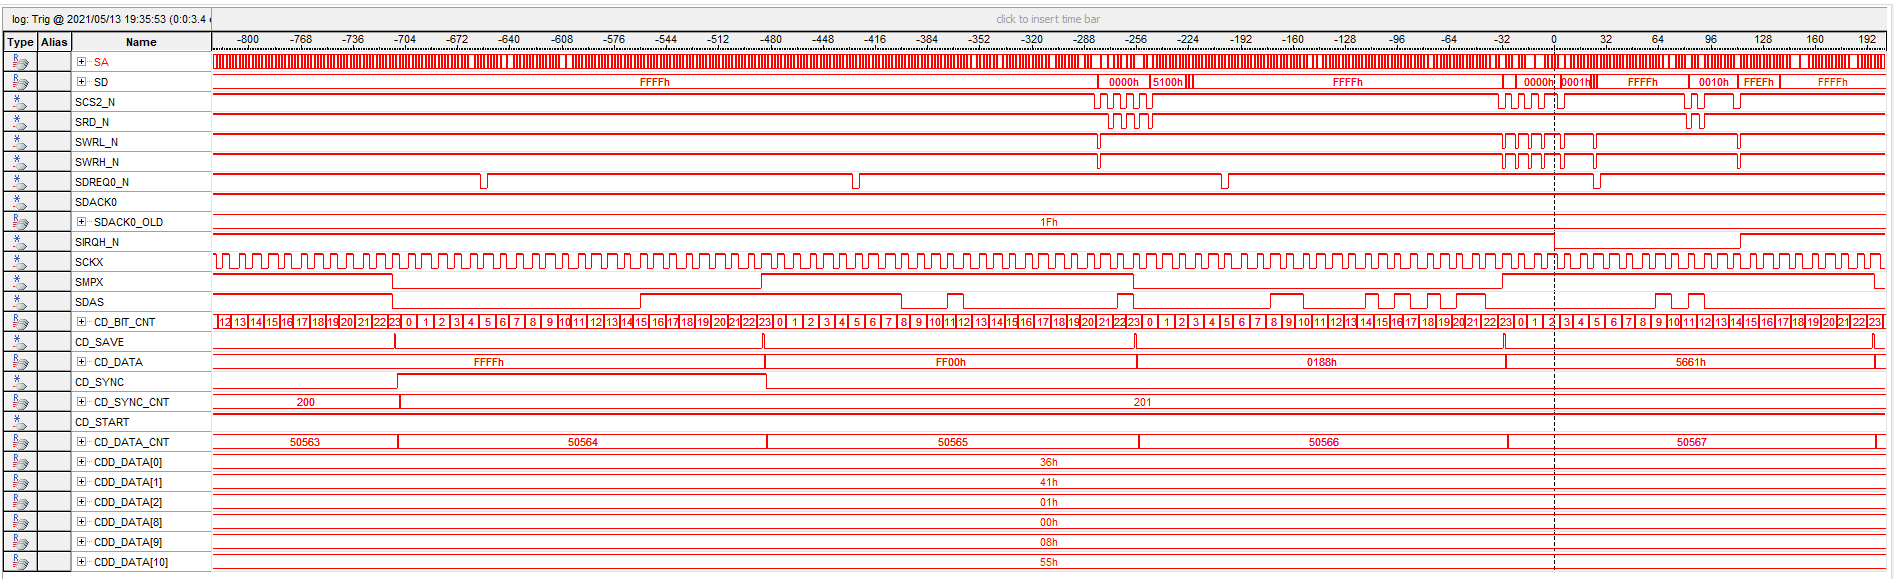 log: Trig @ 2021/05/13 19:35:53 (0:0:3.4 click to insert time bar
Type Alias Name -800 -768 -736 -704 -672 -640 -608 -576 -544 -512 -480 -448 -416 -384 -352 -320 -288 -256 -224 -192 -160 -128 -96 -64 -32 0 32 64 96 128 160 192
SA
SD FFFFh 0000h 5100h FFFFh 0000h 0001h FFFFh 0010h FFEFh FFFFh
SCS2_N
SRD_N
SWRL_N
SWRH_N
SDREQ0_N
SDACK0
SDACK0_OLD 1Fh
SIRQH_N
SCKX
SMPX
SDAS
CD_BIT_CNT 12 13 14 15 16 17 18 19 20 21 22 23 0 1 2 3 4 5 6 7 8 9 10 11 12 13 14 15 16 17 18 19 20 21 22 23 0 1 2 3 4 5 6 7 8 9 10 11 12 13 14 15 16 17 18 19 20 21 22 23 0 1 2 3 4 5 6 7 8 9 10 11 12 13 14 15 16 17 18 19 20 21 22 23 0 1 2 3 4 5 6 7 8 9 10 11 12 13 14 15 16 17 18 19 20 21 22 23
CD_SAVE
CD_DATA FFFFh FF00h 0188h 5661h
CD_SYNC
CD_SYNC_CNT 200 201
CD_START
CD_DATA_CNT 50563 50564 50565 50566 50567
CDD_DATA[0] 36h
CDD_DATA[1] 41h
CDD_DATA[2] 01h
CDD_DATA[8] 00h
CDD_DATA[9] 08h
CDD_DATA[10] 55h